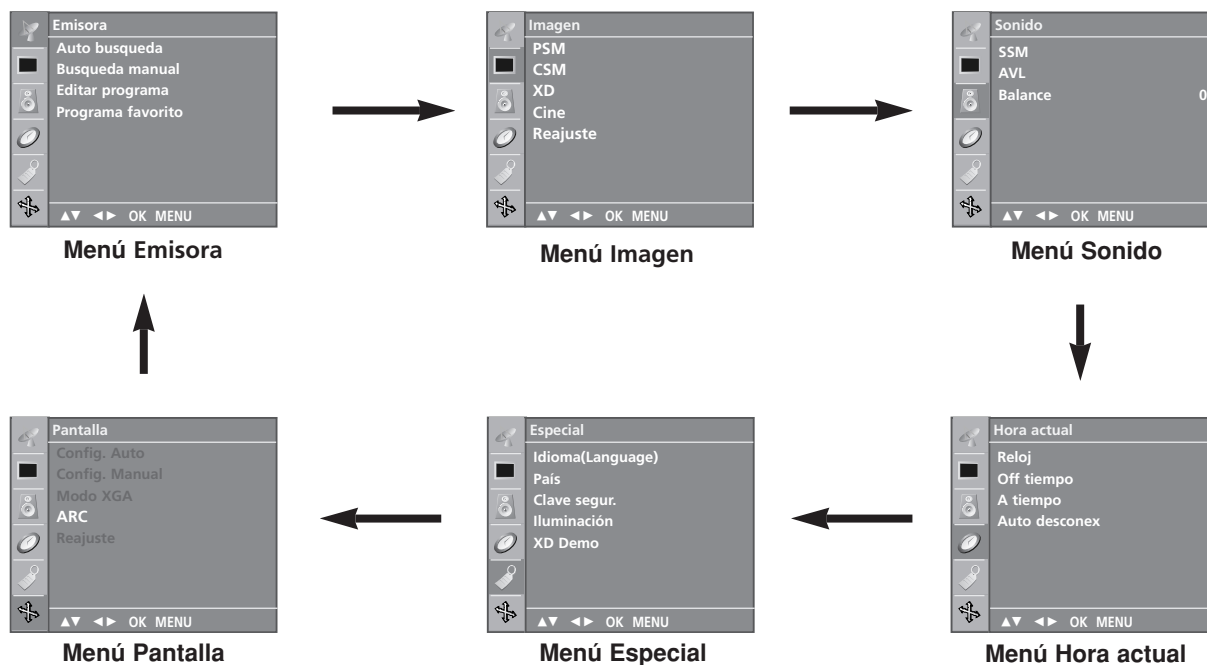 Emisora
Auto busqueda
Busqueda manual
Editar programa
Programa favorito
▲▼ ◄► OK MENU
Menú Emisora
Imagen
PSM
CSM
XD
Cine
Reajuste
▲▼ ◄► OK MENU
Menú Imagen
Sonido
SSM
AVL
Balance 0
▲▼ ◄► OK MENU
Menú Sonido
Pantalla
Config. Auto
Config. Manual
Modo XGA
ARC
Reajuste
▲▼ ◄► OK MENU
Menú Pantalla
Especial
Idioma(Language)
País
Clave segur.
Iluminación
XD Demo
▲▼ ◄► OK MENU
Menú Especial
Hora actual
Reloj
Off tiempo
A tiempo
Auto desconex
▲▼ ◄► OK MENU
Menú Hora actual